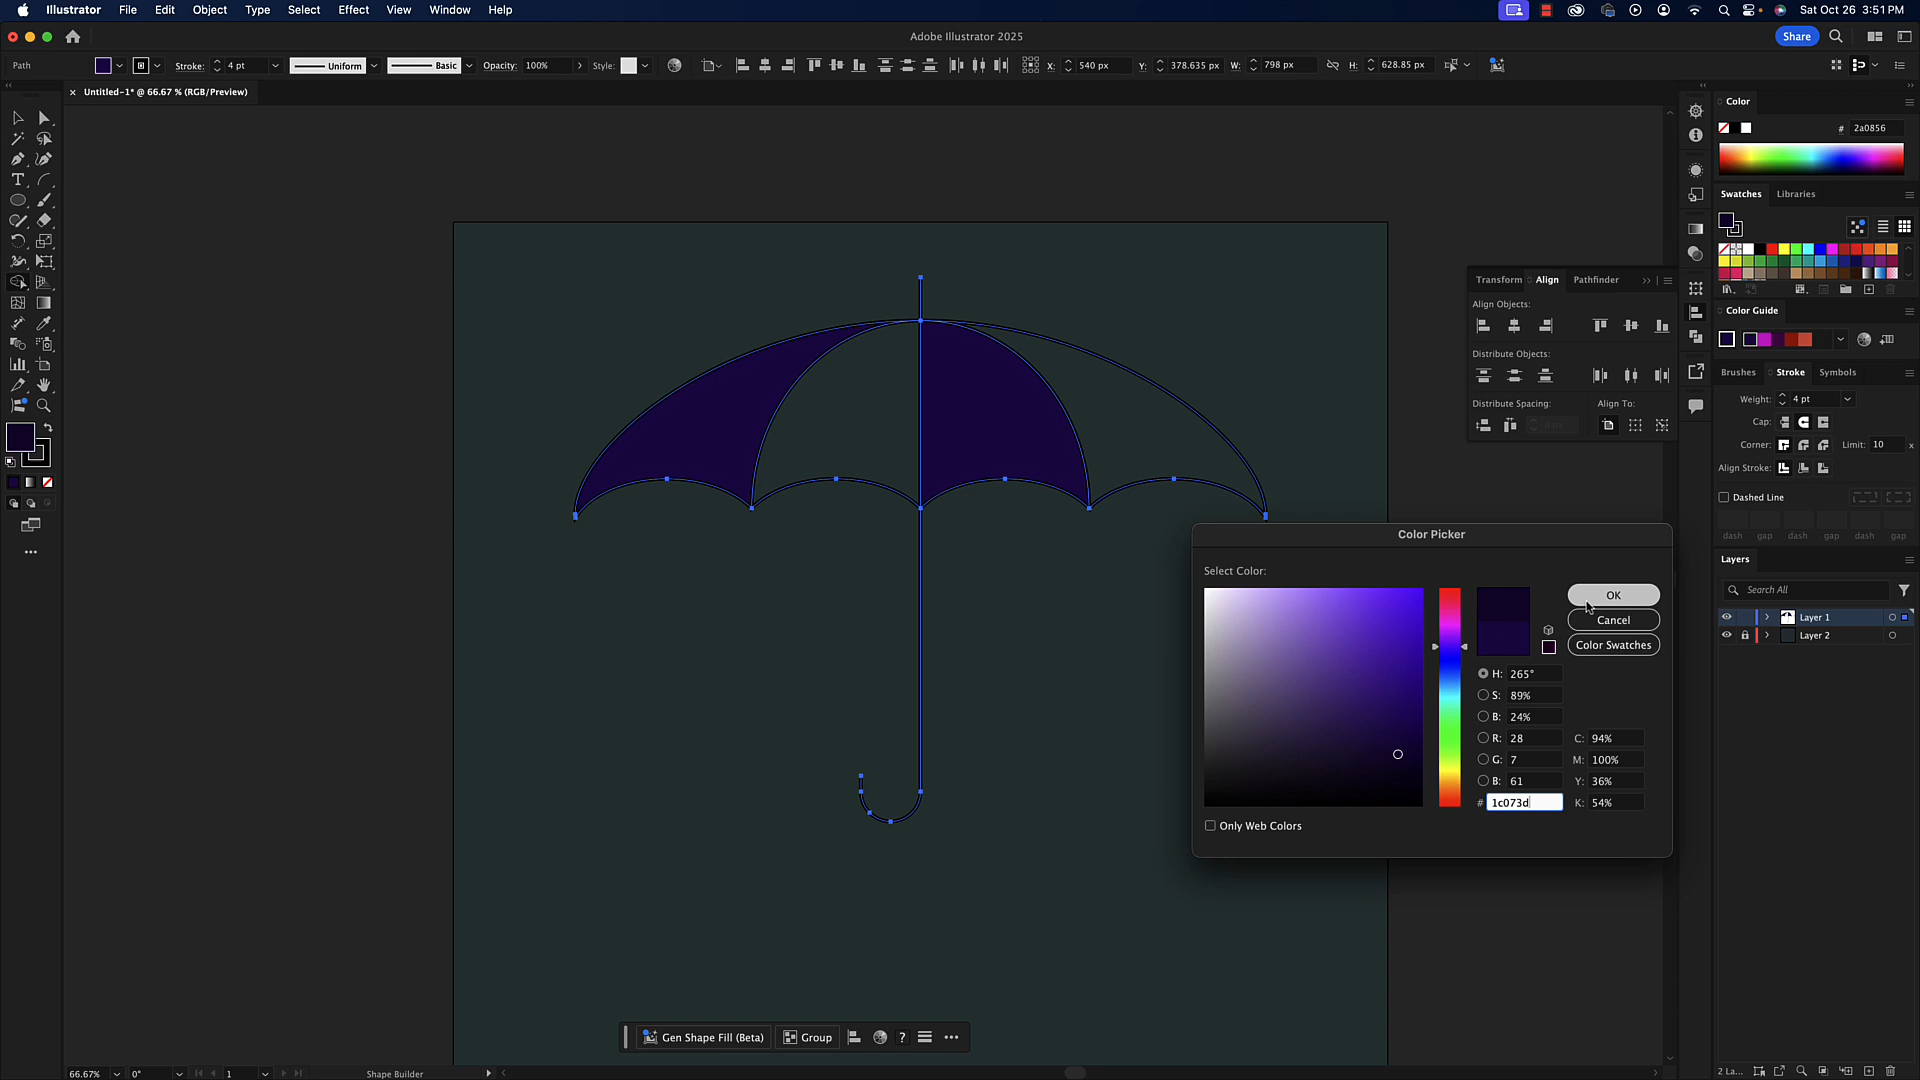 Illustrator File Edit Object Type Select Effect View Window Help Sat Oct 26 3:51 PM
Adobe Illustrator 2025 Share
Path Stroke: 4 pt Uniform Basic Opacity: 100% Style: X: 540 px Y: 378.635 px W: 798 px H: 628.85 px
Untitled-1* @ 66.67 % (RGB/Preview)
Color
# 2a0856
Swatches Libraries
Transform Align Pathfinder
Align Objects:
Distribute Objects:
Distribute Spacing: Align To:
Color Guide
Brushes Stroke Symbols
Weight: 4 pt
Cap:
Corner: Limit: 10 x
Align Stroke:
Dashed Line
dash gap dash gap dash gap
Layers
Search All
Layer 1
Layer 2
Color Picker
Select Color:
OK
Cancel
Color Swatches
H: 265°
S: 89%
B: 24%
R: 28 C: 94%
G: 7 M: 100%
B: 61 Y: 36%
# 1c073d K: 54%
Only Web Colors
Gen Shape Fill (Beta) Group ?
66.67% 0° 1 Shape Builder
2 La...